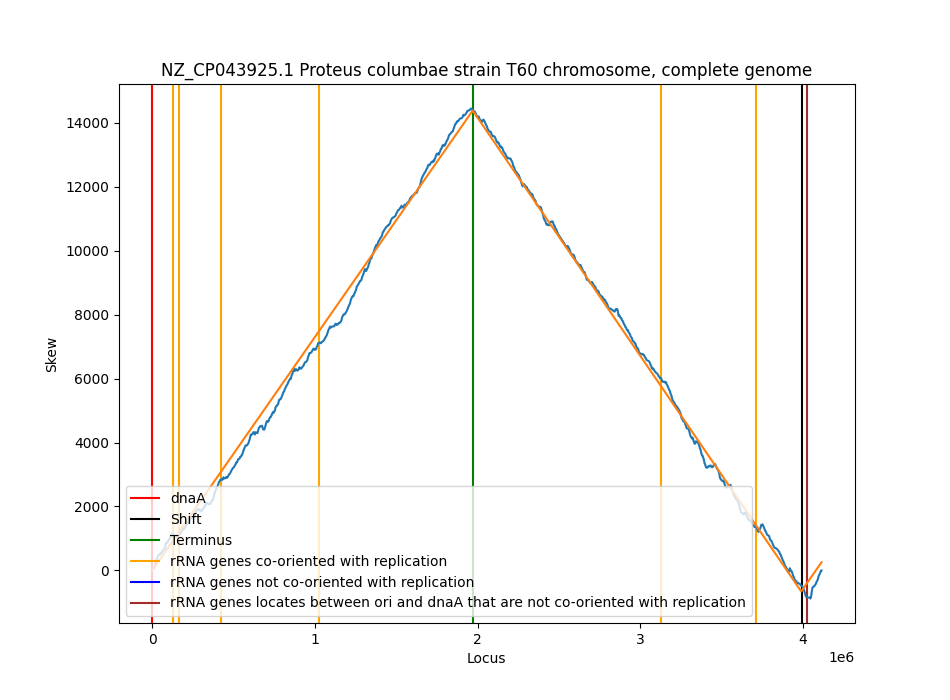 NZ_CP043925.1 Proteus columbae strain T60 chromosome, complete genome
14000
12000
10000
8000
6000
4000
2000
0
Skew
dnaA
Shift
Terminus
rRNA genes co-oriented with replication
rRNA genes not co-oriented with replication
rRNA genes locates between ori and dnaA that are not co-oriented with replication
0 1 2 3 4
1e6
Locus